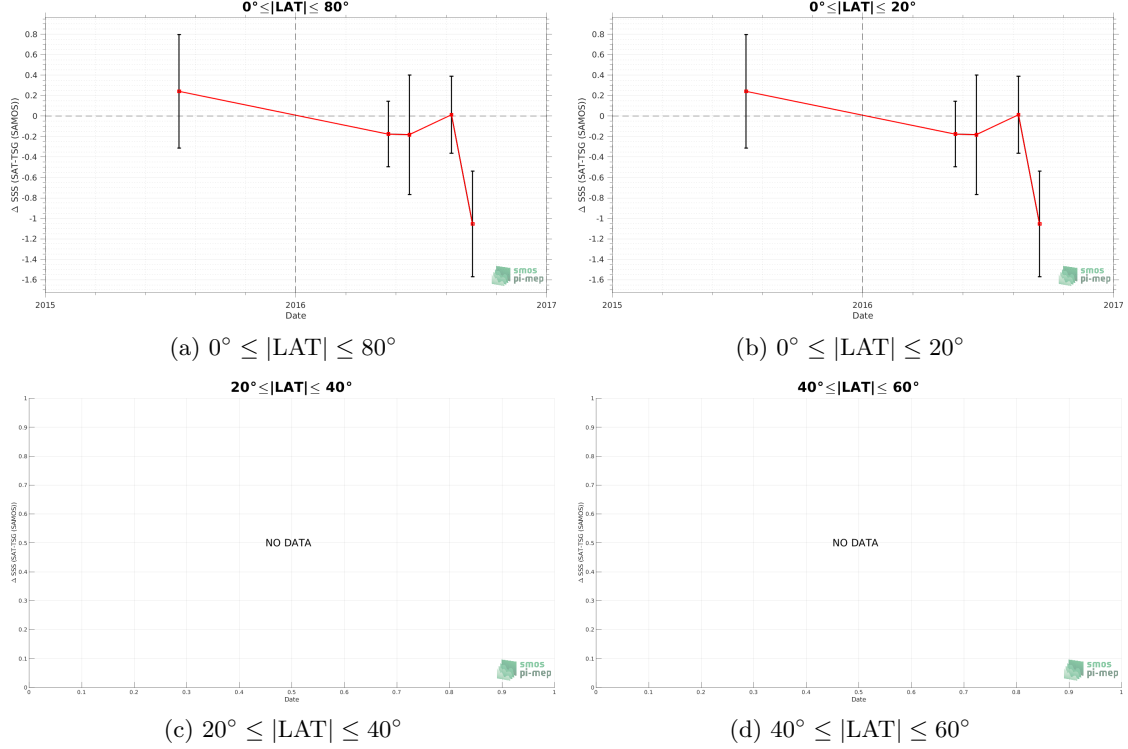 0°≤|LAT|≤ 80°
0.8
0.6
0.4
0.2
0
-0.2
-0.4
-0.6
-0.8
-1
-1.2
-1.4
-1.6
Δ SSS (SAT-TSG (SAMOS))
2015
2016
2017
Date
smos
pi-mep
(a) 0° ≤ |LAT| ≤ 80°
0°≤|LAT|≤ 20°
0.8
0.6
0.4
0.2
0
-0.2
-0.4
-0.6
-0.8
-1
-1.2
-1.4
-1.6
Δ SSS (SAT-TSG (SAMOS))
2015
2016
2017
Date
smos
pi-mep
(b) 0° ≤ |LAT| ≤ 20°
20°≤|LAT|≤ 40°
1
0.9
0.8
0.7
0.6
0.5
0.4
0.3
0.2
0.1
0
Δ SSS (SAT-TSG (SAMOS))
NO DATA
0
0.1
0.2
0.3
0.4
0.5
0.6
0.7
0.8
0.9
1
Date
smos
pi-mep
(c) 20° ≤ |LAT| ≤ 40°
40°≤|LAT|≤ 60°
1
0.9
0.8
0.7
0.6
0.5
0.4
0.3
0.2
0.1
0
Δ SSS (SAT-TSG (SAMOS))
NO DATA
0
0.1
0.2
0.3
0.4
0.5
0.6
0.7
0.8
0.9
1
Date
smos
pi-mep
(d) 40° ≤ |LAT| ≤ 60°